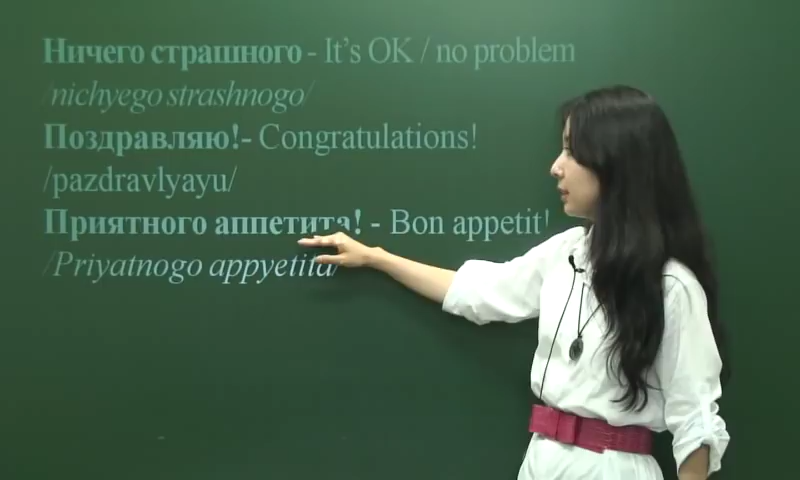 Ничего страшного - It's OK / no problem
/nichyego strashnogo/
Поздравляю!- Congratulations!
/pazdravlyayu/
Приятного аппетита! - Bon appetit!
/Priyatnogo appyetita/